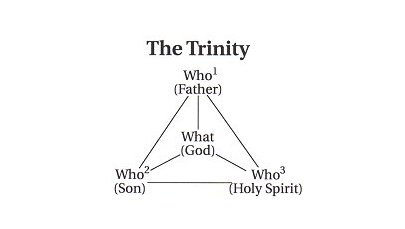 The Trinity
Who¹
(Father)
What
(God)
Who² Who³
(Son) (Holy Spirit)